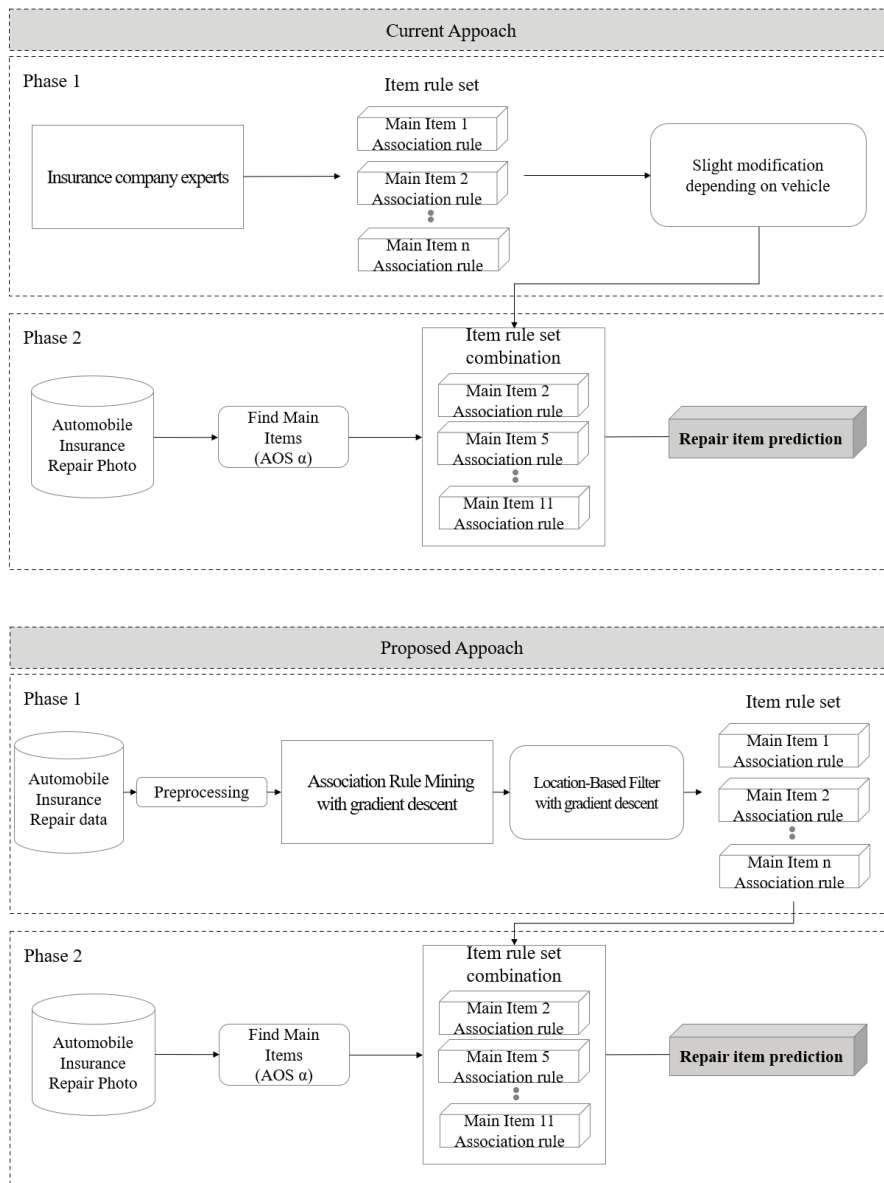 Current Appoach
Phase 1
Insurance company experts
Item rule set
Main Item 1
Association rule
Main Item 2
Association rule
Main Item n
Association rule
Slight modification
depending on vehicle
Phase 2
Automobile
Insurance
Repair Photo
Find Main
Items
(AOS α)
Item rule set
combination
Main Item 2
Association rule
Main Item 5
Association rule
Main Item 11
Association rule
Repair item prediction
Proposed Appoach
Phase 1
Automobile
Insurance
Repair data
Preprocessing
Association Rule Mining
with gradient descent
Location-Based Filter
with gradient descent
Item rule set
Main Item 1
Association rule
Main Item 2
Association rule
Main Item n
Association rule
Phase 2
Automobile
Insurance
Repair Photo
Find Main
Items
(AOS α)
Item rule set
combination
Main Item 2
Association rule
Main Item 5
Association rule
Main Item 11
Association rule
Repair item prediction